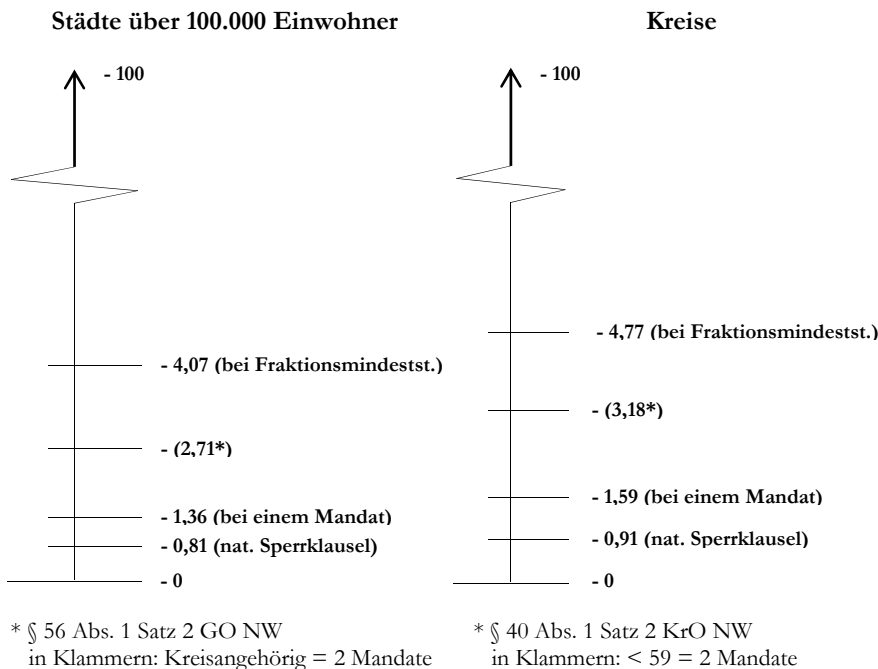 Städte über 100.000 Einwohner
- 100
- 4,07 (bei Fraktionsmindestst.)
- (2,71*)
- 1,36 (bei einem Mandat)
- 0,81 (nat. Sperrklausel)
- 0
* § 56 Abs. 1 Satz 2 GO NW
in Klammern: Kreisangehörig = 2 Mandate
Kreise
- 100
- 4,77 (bei Fraktionsmindestst.)
- (3,18*)
- 1,59 (bei einem Mandat)
- 0,91 (nat. Sperrklausel)
- 0
* § 40 Abs. 1 Satz 2 KrO NW
in Klammern: < 59 = 2 Mandate